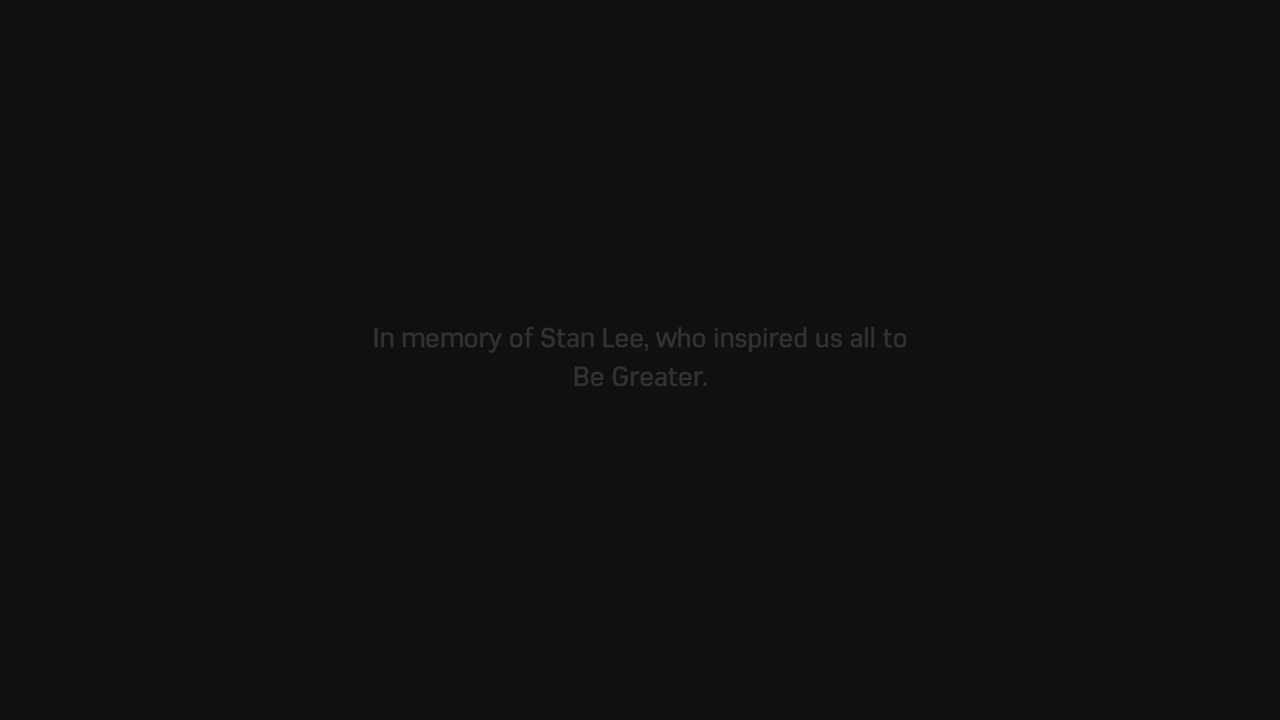 In memory of Stan Lee, who inspired us all to
Be Greater.